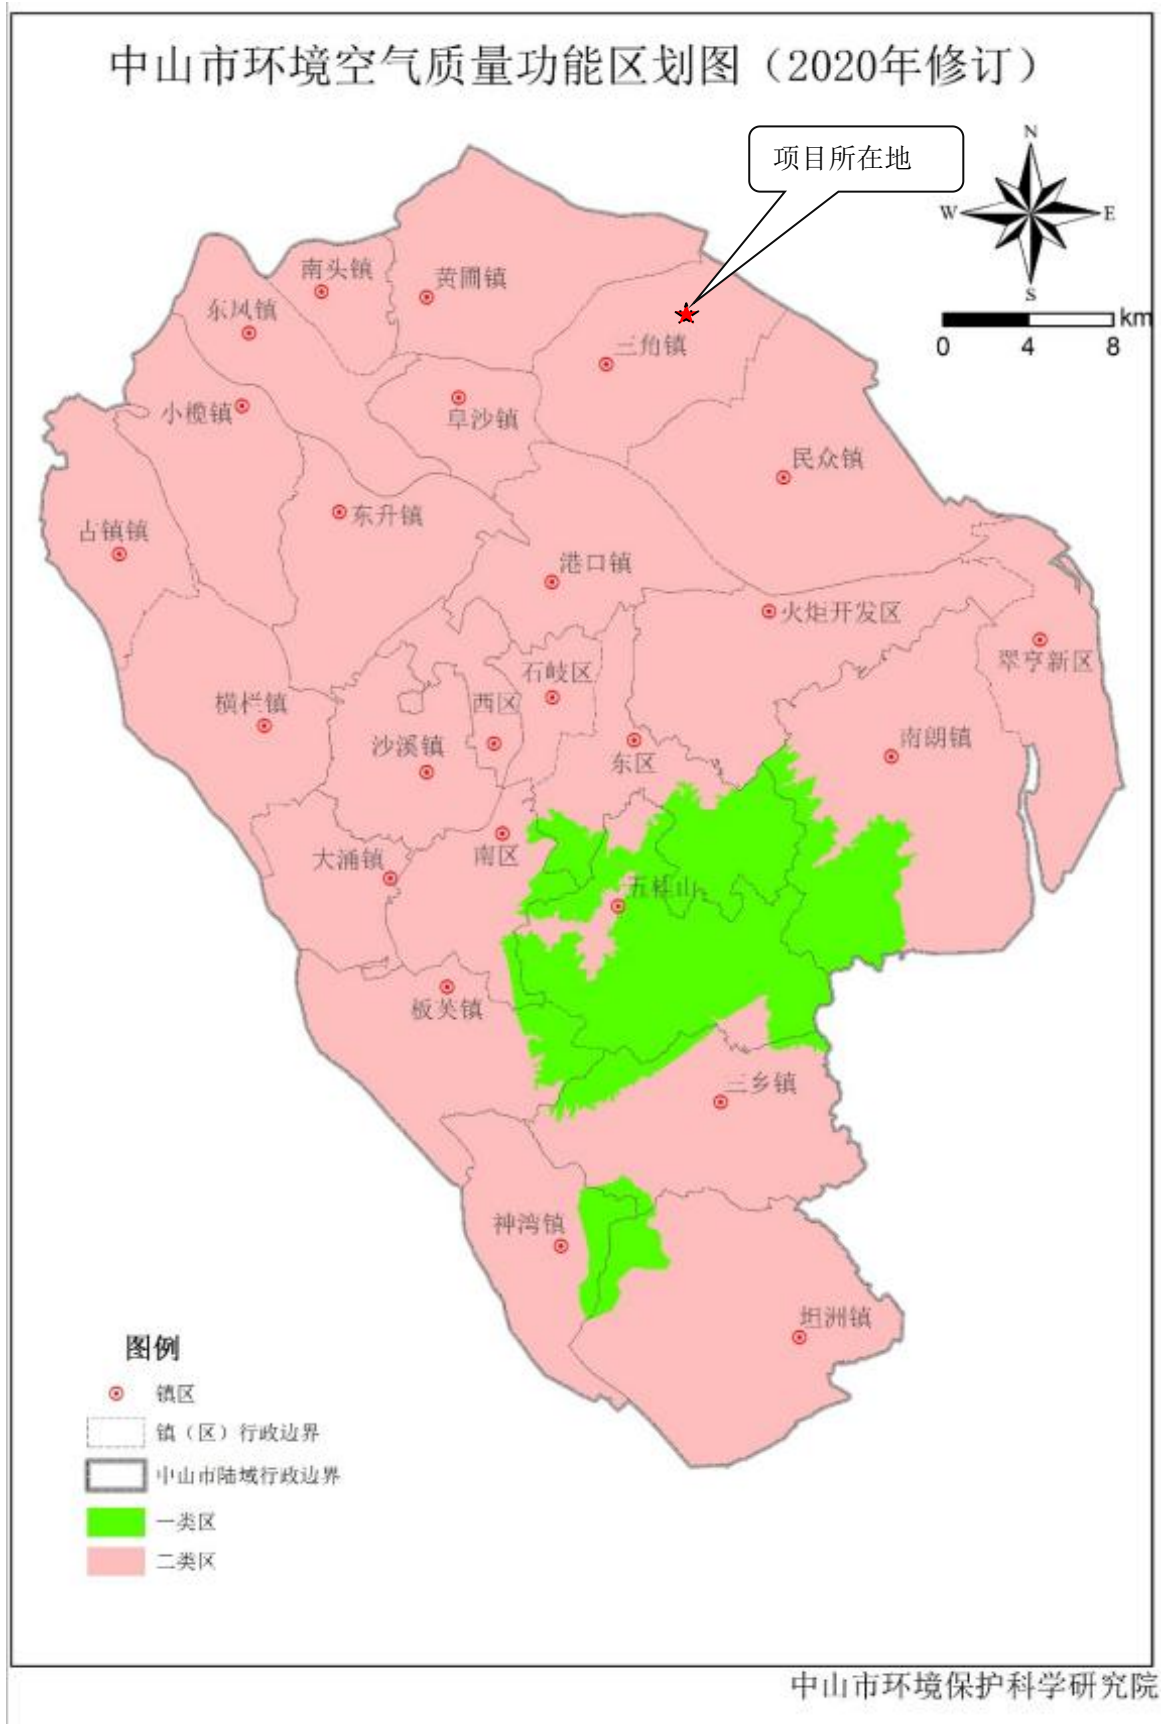 中山市环境空气质量功能区划图（2020年修订）
项目所在地
N
W
E
S
km
0 4 8
南头镇
黄圃镇
东凤镇
三角镇
小榄镇
阜沙镇
民众镇
古镇镇
东升镇
港口镇
火炬开发区
翠亨新区
石岐区
横栏镇
西区
沙溪镇
东区
南朗镇
南区
大涌镇
五桂山
板芙镇
三乡镇
神湾镇
坦洲镇
图例
镇区
镇（区）行政边界
中山市陆域行政边界
一类区
二类区
中山市环境保护科学研究院